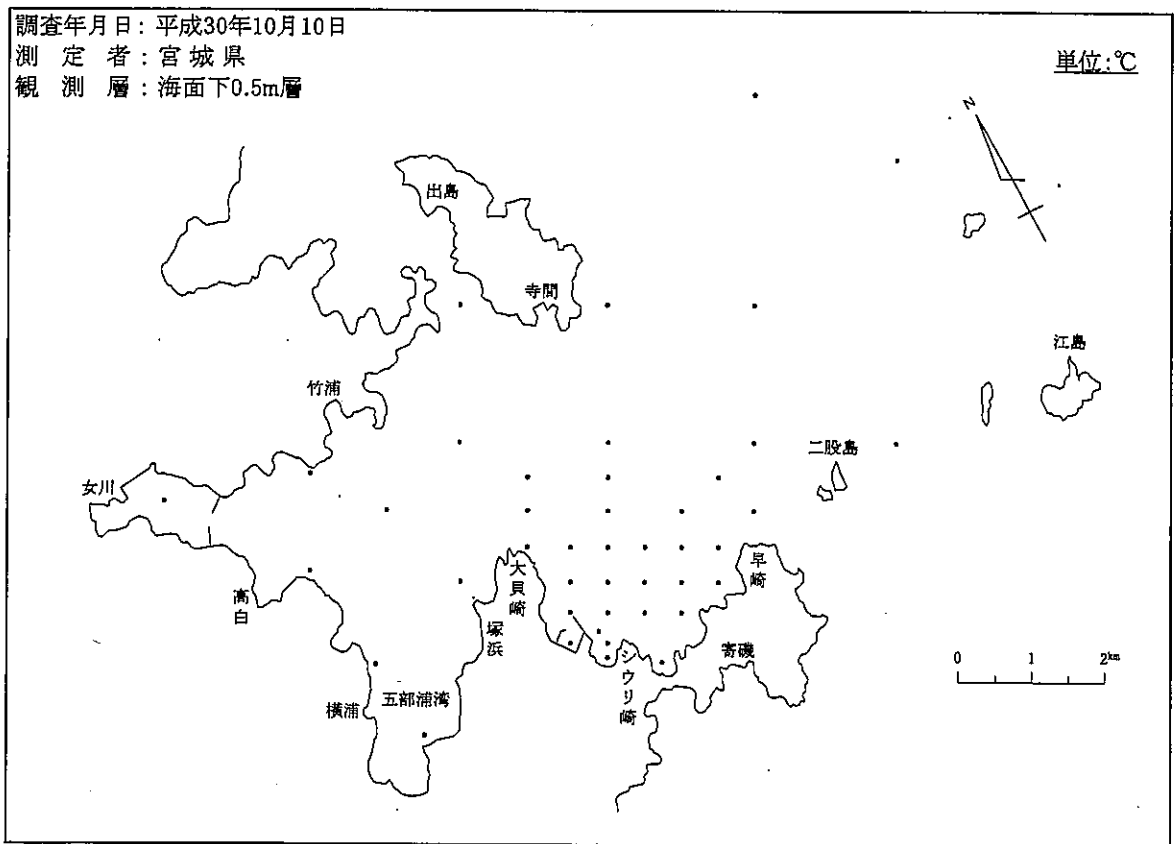 調査年月日：平成30年10月10日
測定者：宮城県
観測層：海面下0.5m層
単位：℃
N
出島
寺間
江島
竹浦
二股島
女川
早崎
大貝崎
高白
塚浜
寄磯
シウリ崎
五部浦湾
横浦
0 1 2km